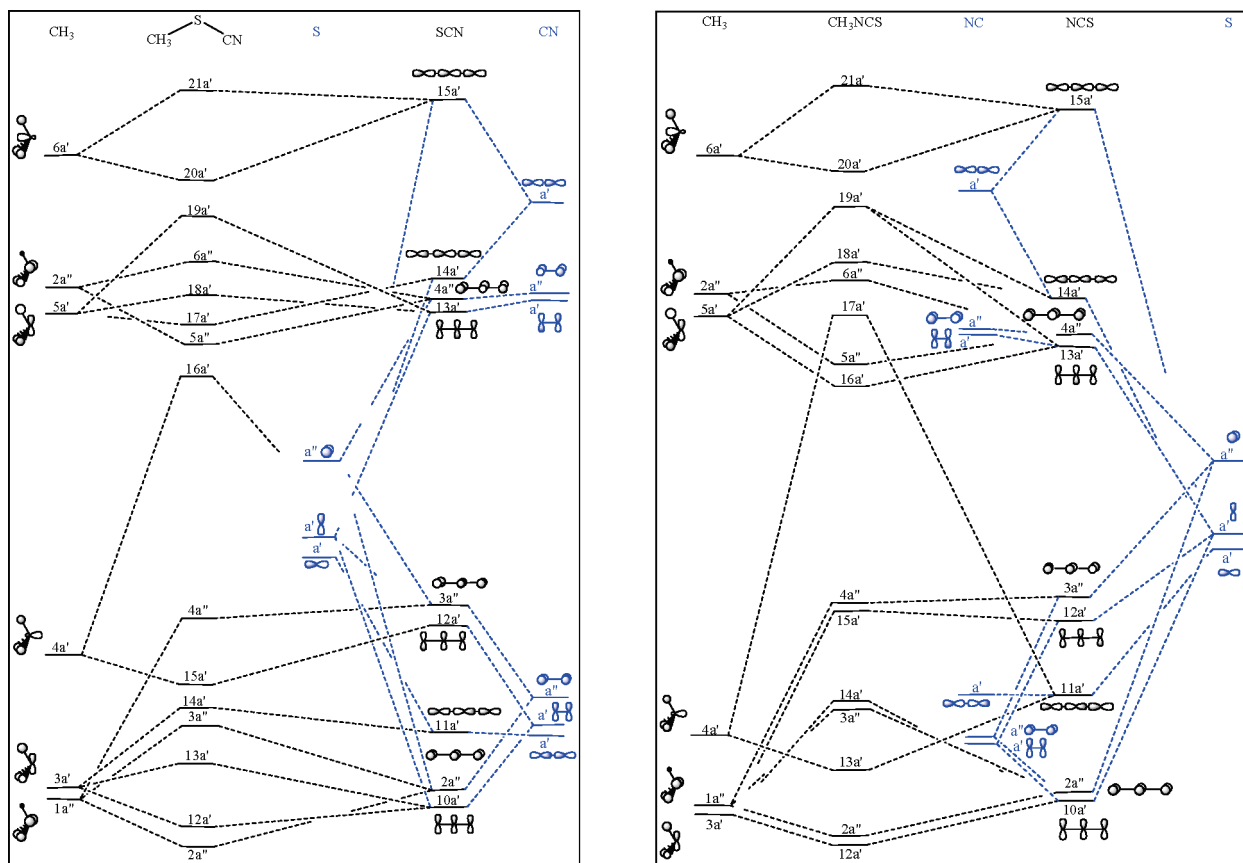 CH3
S
CH3
CN
S
SCN
CN
21a'
15a'
6a'
20a'
a'
19a'
2a"
6a"
14a'
4a"
a"
5a'
18a'
13a'
a'
17a'
5a"
16a'
a"
a'
a'
4a"
3a"
12a'
4a'
15a'
14a'
a"
3a"
11a'
a'
a'
13a'
3a'
2a"
1a"
10a'
12a'
2a"
CH3
CH3NCS
NC
NCS
S
21a'
15a'
6a'
20a'
a'
19a'
2a"
18a'
14a'
5a'
6a"
17a'
a"
4a"
a'
13a'
5a"
16a'
a"
a'
a'
4a"
3a"
15a'
12a'
14a'
a'
11a'
3a"
4a'
a"
a'
13a'
1a"
2a"
3a'
10a'
2a"
12a'